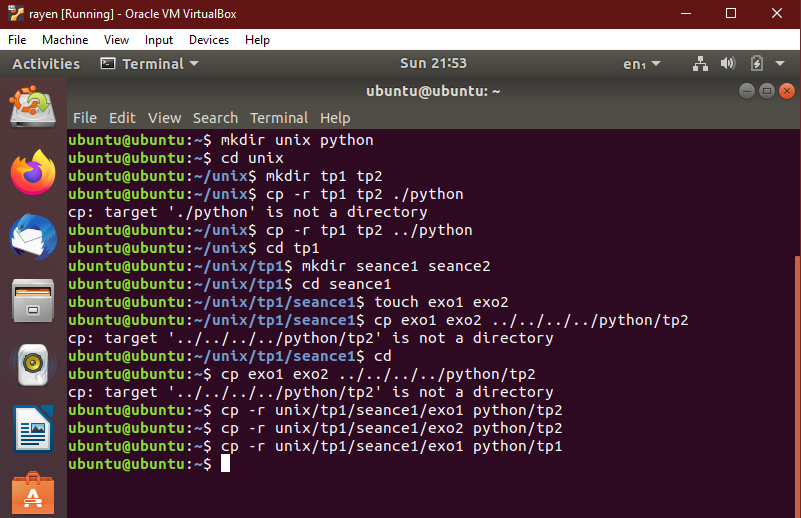 rayen [Running] - Oracle VM VirtualBox
File Machine View Input Devices Help
Activities Terminal Sun 21:53 en₁
ubuntu@ubuntu: ~
File Edit View Search Terminal Help
ubuntu@ubuntu:~$ mkdir unix python
ubuntu@ubuntu:~$ cd unix
ubuntu@ubuntu:~/unix$ mkdir tp1 tp2
ubuntu@ubuntu:~/unix$ cp -r tp1 tp2 ./python
cp: target './python' is not a directory
ubuntu@ubuntu:~/unix$ cp -r tp1 tp2 ../python
ubuntu@ubuntu:~/unix$ cd tp1
ubuntu@ubuntu:~/unix/tp1$ mkdir seance1 seance2
ubuntu@ubuntu:~/unix/tp1$ cd seance1
ubuntu@ubuntu:~/unix/tp1/seance1$ touch exo1 exo2
ubuntu@ubuntu:~/unix/tp1/seance1$ cp exo1 exo2 ../../../../python/tp2
cp: target '../../../../python/tp2' is not a directory
ubuntu@ubuntu:~/unix/tp1/seance1$ cd
ubuntu@ubuntu:~$ cp exo1 exo2 ../../../../python/tp2
cp: target '../../../../python/tp2' is not a directory
ubuntu@ubuntu:~$ cp -r unix/tp1/seance1/exo1 python/tp2
ubuntu@ubuntu:~$ cp -r unix/tp1/seance1/exo2 python/tp2
ubuntu@ubuntu:~$ cp -r unix/tp1/seance1/exo1 python/tp1
ubuntu@ubuntu:~$